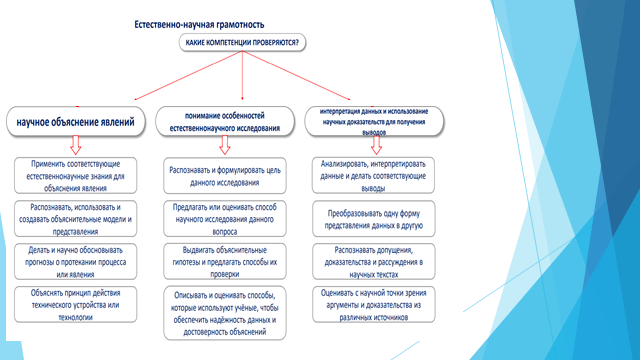 Естественно-научная грамотность
КАКИЕ КОМПЕТЕНЦИИ ПРОВЕРЯЮТСЯ?
научное объяснение явлений
Применить соответствующие
естественнонаучные знания для
объяснения явления
Распознавать, использовать и
создавать объяснительные модели и
представления
Делать и научно обосновывать
прогнозы о протекании процесса
или явления
Объяснять принцип действия
технического устройства или
технологии
понимание особенностей
естественнонаучного исследования
Распознавать и формулировать цель
данного исследования
Предлагать или оценивать способ
научного исследования данного
вопроса
Выдвигать объяснительные
гипотезы и предлагать способы их
проверки
Описывать и оценивать способы,
которые используют учёные, чтобы
обеспечить надёжность данных и
достоверность объяснений
интерпретация данных и использование
научных доказательств для получения
выводов
Анализировать, интерпретировать
данные и делать соответствующие
выводы
Преобразовывать одну форму
представления данных в другую
Распознавать допущения,
доказательства и рассуждения в
научных текстах
Оценивать с научной точки зрения
аргументы и доказательства из
различных источников